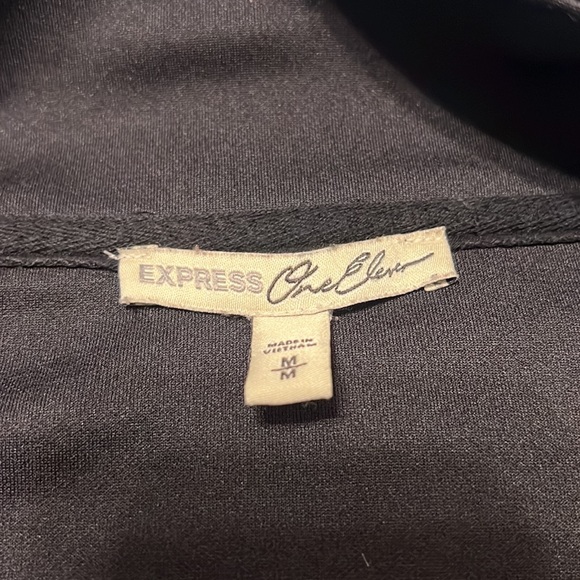 EXPRESS One Eleven
MADE IN
VIETNAM
M
M